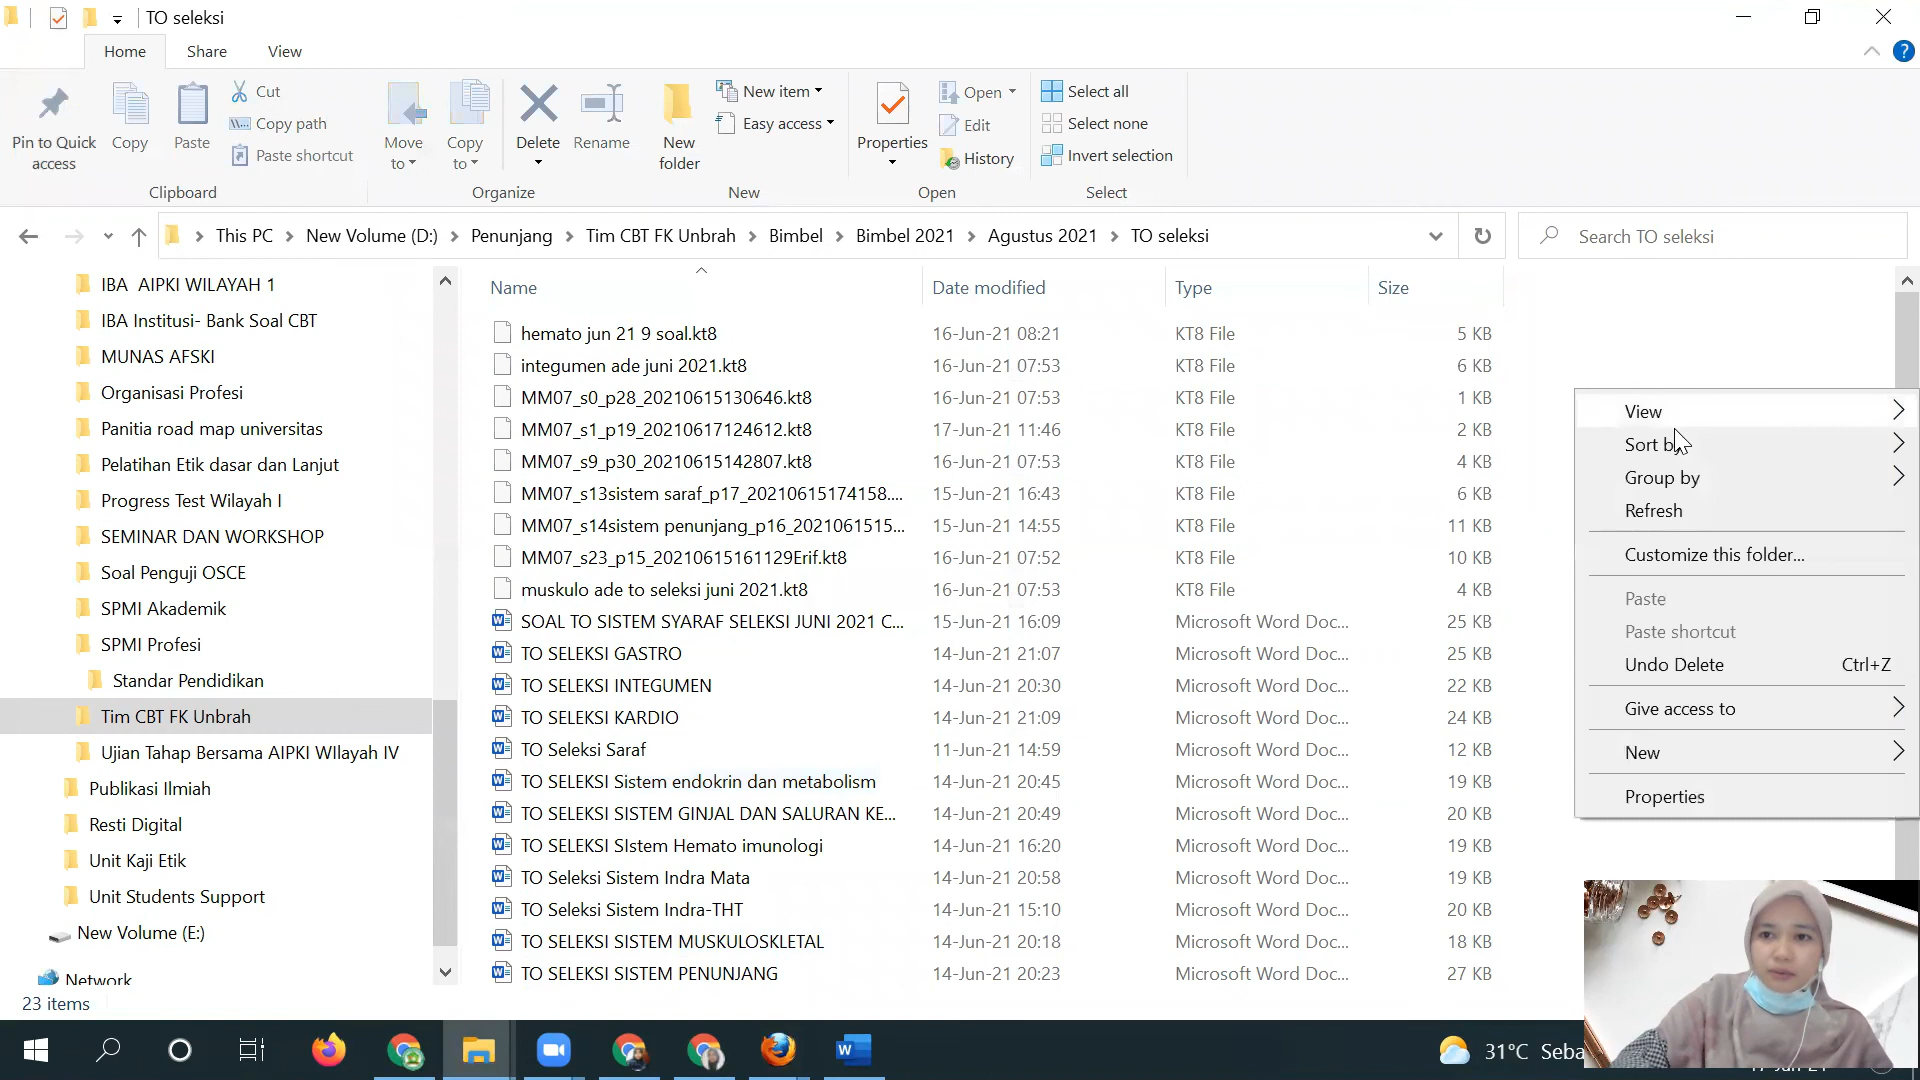 TO seleksi
Home Share View
Pin to Quick access
Copy
Paste
Cut
Copy path
Paste shortcut
Clipboard
Move to
Copy to
Delete
Rename
Organize
New folder
New item
Easy access
New
Properties
Open
Edit
History
Open
Select all
Select none
Invert selection
Select
This PC > New Volume (D:) > Penunjang > Tim CBT FK Unbrah > Bimbel > Bimbel 2021 > Agustus 2021 > TO seleksi
Search TO seleksi
IBA AIPKI WILAYAH 1
IBA Institusi- Bank Soal CBT
MUNAS AFSKI
Organisasi Profesi
Panitia road map universitas
Pelatihan Etik dasar dan Lanjut
Progress Test Wilayah I
SEMINAR DAN WORKSHOP
Soal Penguji OSCE
SPMI Akademik
SPMI Profesi
Standar Pendidikan
Tim CBT FK Unbrah
Ujian Tahap Bersama AIPKI WIlayah IV
Publikasi Ilmiah
Resti Digital
Unit Kaji Etik
Unit Students Support
New Volume (E:)
Network
23 items
Name Date modified Type Size
hemato jun 21 9 soal.kt8 16-Jun-21 08:21 KT8 File 5 KB
integumen ade juni 2021.kt8 16-Jun-21 07:53 KT8 File 6 KB
MM07_s0_p28_20210615130646.kt8 16-Jun-21 07:53 KT8 File 1 KB
MM07_s1_p19_20210617124612.kt8 17-Jun-21 11:46 KT8 File 2 KB
MM07_s9_p30_20210615142807.kt8 16-Jun-21 07:53 KT8 File 4 KB
MM07_s13sistem saraf_p17_20210615174158.... 15-Jun-21 16:43 KT8 File 6 KB
MM07_s14sistem penunjang_p16_2021061515... 15-Jun-21 14:55 KT8 File 11 KB
MM07_s23_p15_20210615161129Erif.kt8 16-Jun-21 07:52 KT8 File 10 KB
muskulo ade to seleksi juni 2021.kt8 16-Jun-21 07:53 KT8 File 4 KB
SOAL TO SISTEM SYARAF SELEKSI JUNI 2021 C... 15-Jun-21 16:09 Microsoft Word Doc... 25 KB
TO SELEKSI GASTRO 14-Jun-21 21:07 Microsoft Word Doc... 25 KB
TO SELEKSI INTEGUMEN 14-Jun-21 20:30 Microsoft Word Doc... 22 KB
TO SELEKSI KARDIO 14-Jun-21 21:09 Microsoft Word Doc... 24 KB
TO Seleksi Saraf 11-Jun-21 14:59 Microsoft Word Doc... 12 KB
TO SELEKSI Sistem endokrin dan metabolism 14-Jun-21 20:45 Microsoft Word Doc... 19 KB
TO SELEKSI SISTEM GINJAL DAN SALURAN KE... 14-Jun-21 20:49 Microsoft Word Doc... 20 KB
TO SELEKSI SIstem Hemato imunologi 14-Jun-21 16:20 Microsoft Word Doc... 19 KB
TO Seleksi Sistem Indra Mata 14-Jun-21 20:58 Microsoft Word Doc... 19 KB
TO Seleksi Sistem Indra-THT 14-Jun-21 15:10 Microsoft Word Doc... 20 KB
TO SELEKSI SISTEM MUSKULOSKLETAL 14-Jun-21 20:18 Microsoft Word Doc... 18 KB
TO SELEKSI SISTEM PENUNJANG 14-Jun-21 20:23 Microsoft Word Doc... 27 KB
View
Sort b
Group by
Refresh
Customize this folder...
Paste
Paste shortcut
Undo Delete Ctrl+Z
Give access to
New
Properties
31°C Seba